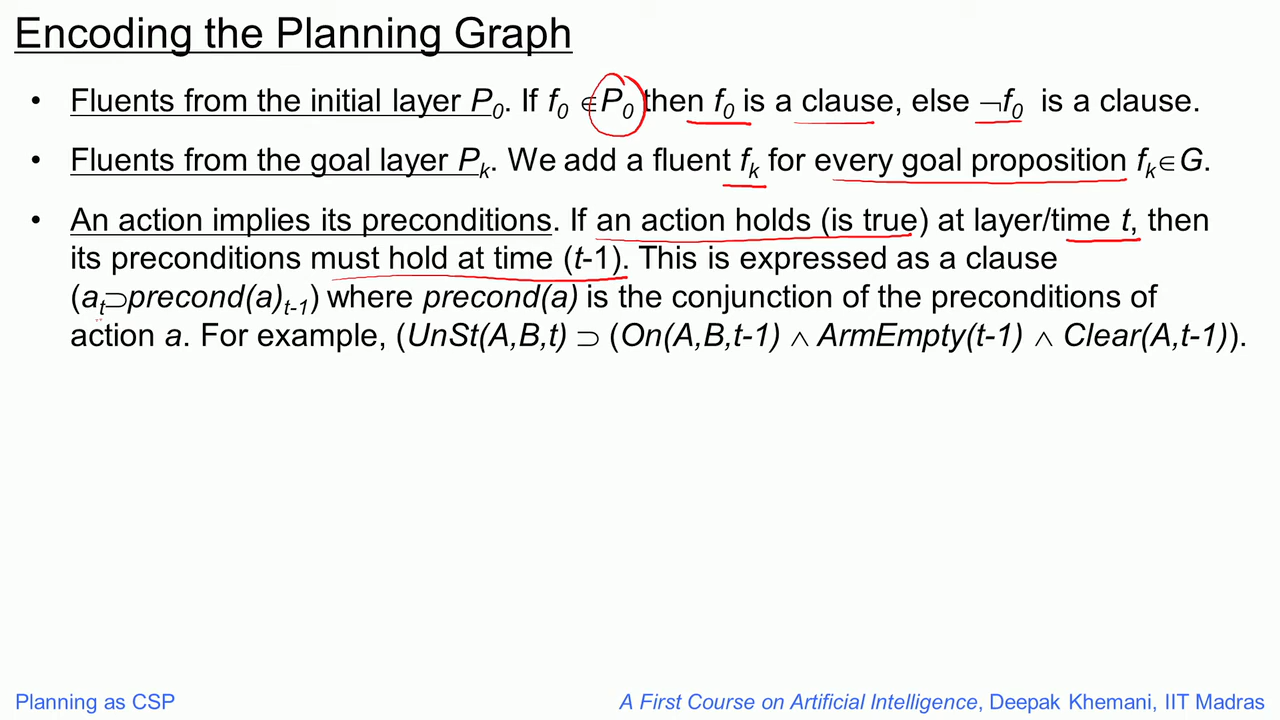 Encoding the Planning Graph
• Fluents from the initial layer P0. If f0 ∈P0 then f0 is a clause, else ¬f0 is a clause.
• Fluents from the goal layer Pk. We add a fluent fk for every goal proposition fk∈G.
• An action implies its preconditions. If an action holds (is true) at layer/time t, then
its preconditions must hold at time (t-1). This is expressed as a clause
(at⊃precond(a)t-1) where precond(a) is the conjunction of the preconditions of
action a. For example, (UnSt(A,B,t) ⊃ (On(A,B,t-1) ∧ ArmEmpty(t-1) ∧ Clear(A,t-1)).
Planning as CSP
A First Course on Artificial Intelligence, Deepak Khemani, IIT Madras